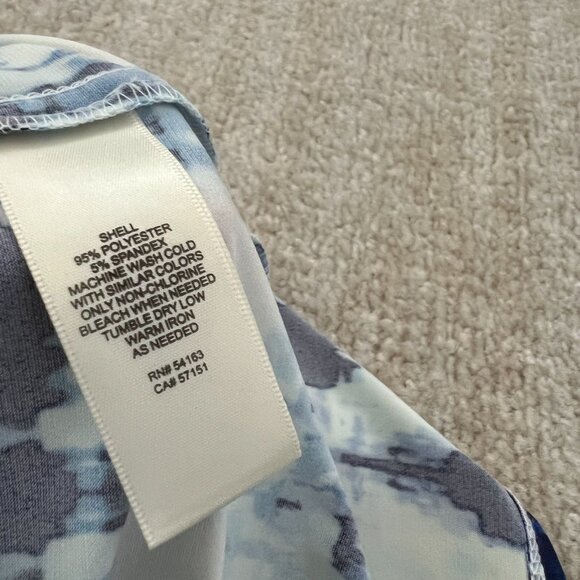 SHELL
95% POLYESTER
5% SPANDEX
MACHINE WASH COLD
WITH SIMILAR COLORS
ONLY NON-CHLORINE
BLEACH WHEN NEEDED
TUMBLE DRY LOW
WARM IRON
AS NEEDED
RN# 54163
CA# 57151